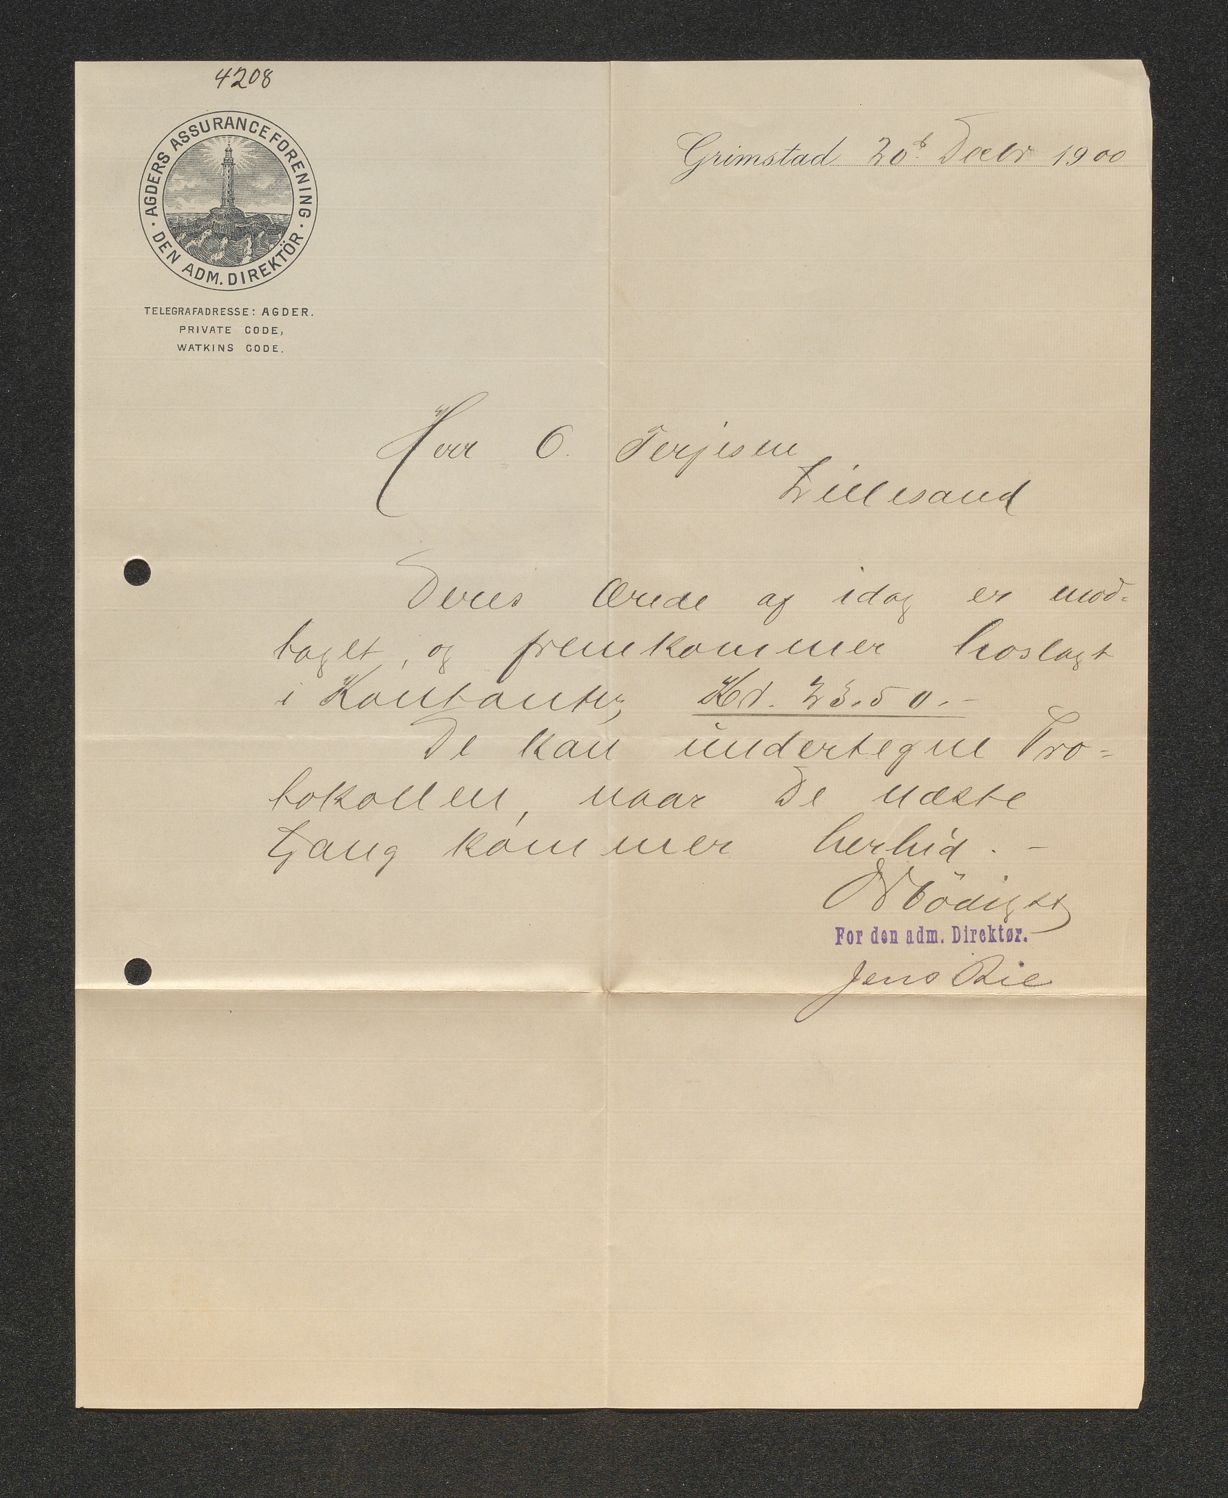 4208
AGDERS ASSURANCEFORENING
DEN ADM. DIREKTÖR
TELEGRAFADRESSE: AGDER.
PRIVATE CODE,
WATKINS CODE.
Grimstad 20d Decbr 1900
Herr O. Terjesen
Lillesand
Deres ærede af idag er mod-
taget, og fremkommer hoslagt
i Kontanter, Kr. 23.50.-
De kan undertegne Pro-
tokollen, naar De næste
Gang kommer herhid. -
Ærbödigst
For den adm. Direktør.
Jens Bie